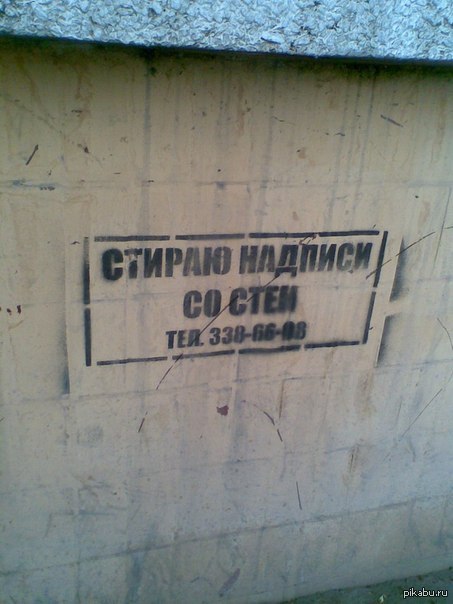 СТИРАЮ НАДПИСИ
СО СТЕН
ТЕЛ. 338-66-08
pikabu.ru